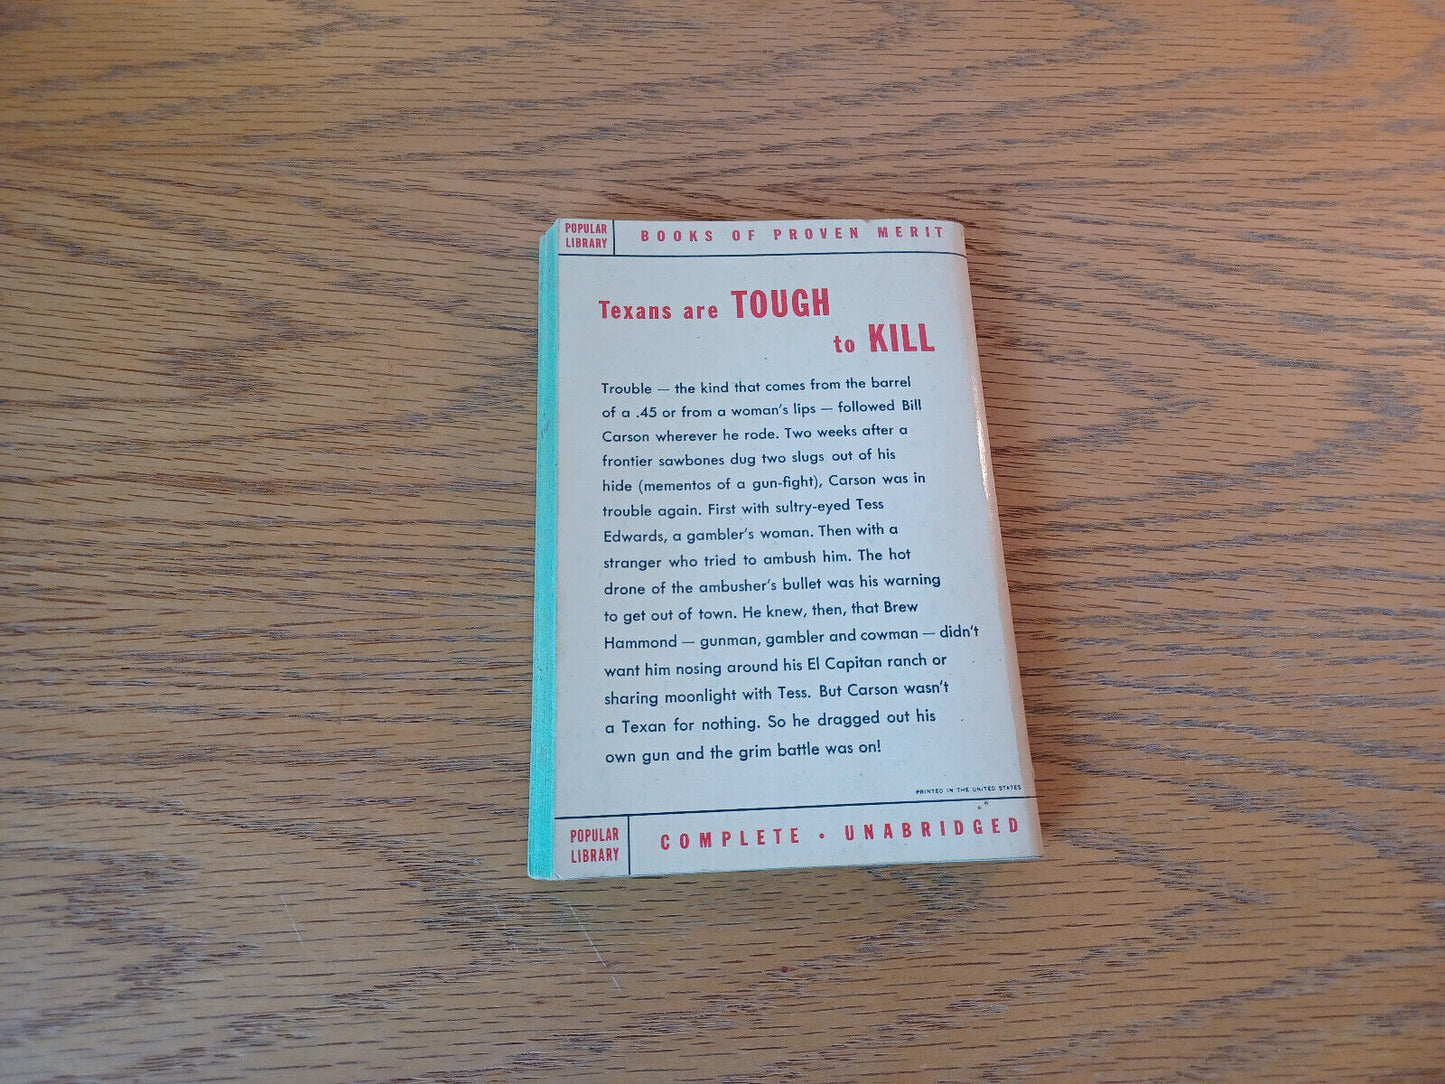 POPULAR
LIBRARY
BOOKS OF PROVEN MERIT
Texans are TOUGH
to KILL
Trouble — the kind that comes from the barrel
of a .45 or from a woman's lips — followed Bill
Carson wherever he rode. Two weeks after a
frontier sawbones dug two slugs out of his
hide (mementos of a gun-fight), Carson was in
trouble again. First with sultry-eyed Tess
Edwards, a gambler's woman. Then with a
stranger who tried to ambush him. The hot
drone of the ambusher's bullet was his warning
to get out of town. He knew, then, that Brew
Hammond — gunman, gambler and cowman — didn't
want him nosing around his El Capitan ranch or
sharing moonlight with Tess. But Carson wasn't
a Texan for nothing. So he dragged out his
own gun and the grim battle was on!
PRINTED IN THE UNITED STATES
POPULAR
LIBRARY
COMPLETE • UNABRIDGED